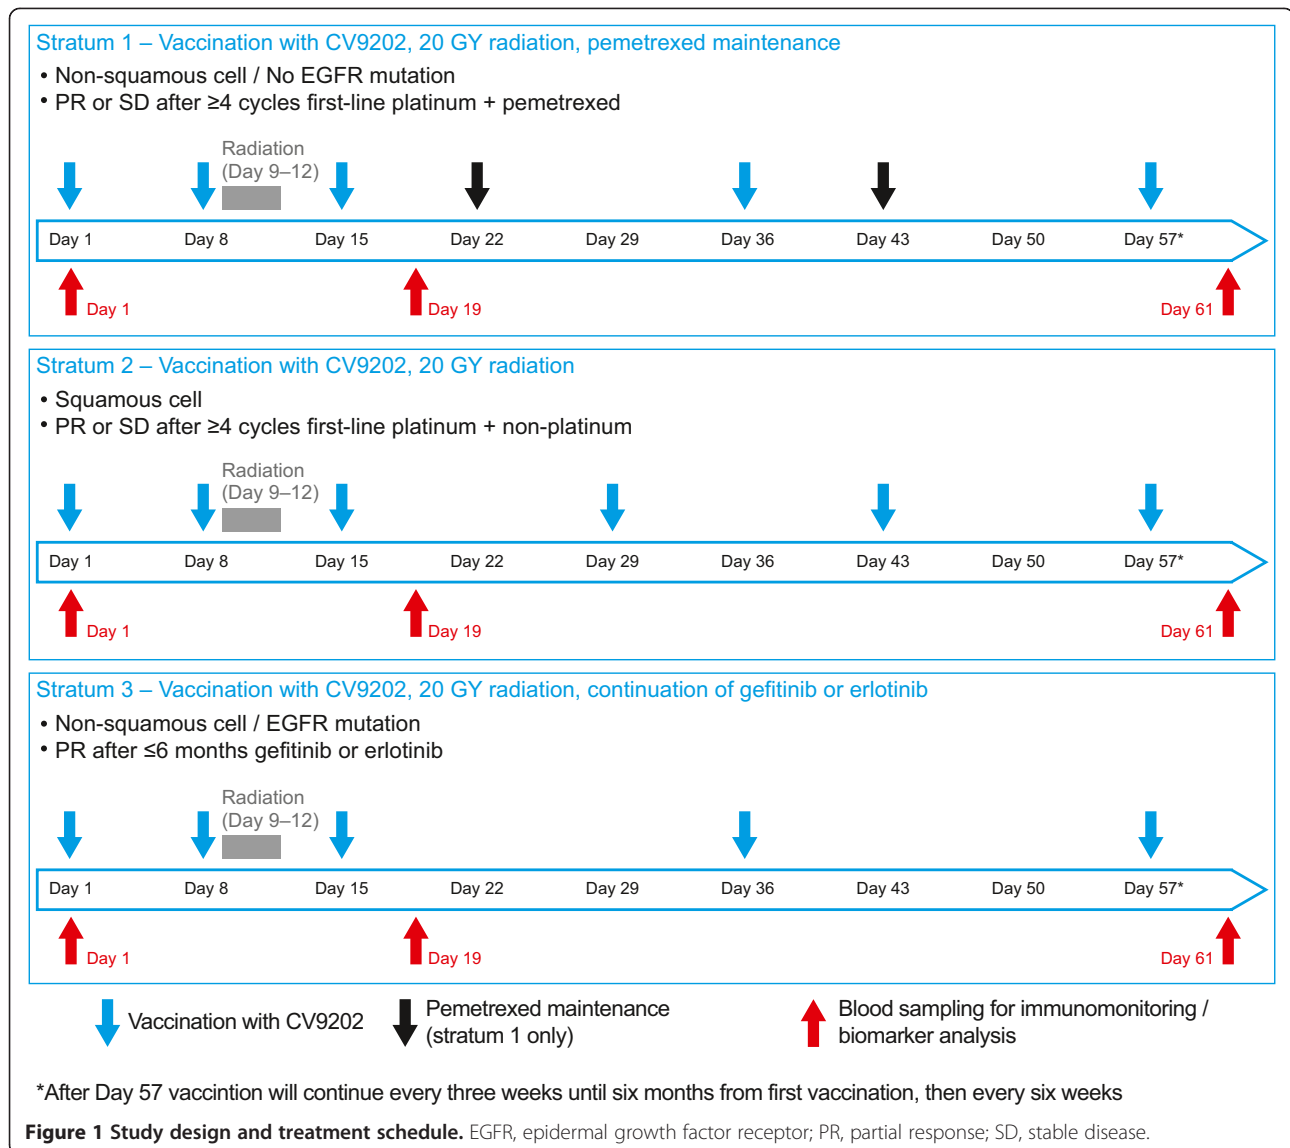 Stratum 1 – Vaccination with CV9202, 20 GY radiation, pemetrexed maintenance
• Non-squamous cell / No EGFR mutation
• PR or SD after ≥4 cycles first-line platinum + pemetrexed
Radiation
(Day 9–12)
Day 1 Day 8 Day 15 Day 22 Day 29 Day 36 Day 43 Day 50 Day 57*
Day 1 Day 19 Day 61
Stratum 2 – Vaccination with CV9202, 20 GY radiation
• Squamous cell
• PR or SD after ≥4 cycles first-line platinum + non-platinum
Radiation
(Day 9–12)
Day 1 Day 8 Day 15 Day 22 Day 29 Day 36 Day 43 Day 50 Day 57*
Day 1 Day 19 Day 61
Stratum 3 – Vaccination with CV9202, 20 GY radiation, continuation of gefitinib or erlotinib
• Non-squamous cell / EGFR mutation
• PR after ≤6 months gefitinib or erlotinib
Radiation
(Day 9–12)
Day 1 Day 8 Day 15 Day 22 Day 29 Day 36 Day 43 Day 50 Day 57*
Day 1 Day 19 Day 61
Vaccination with CV9202
Pemetrexed maintenance
(stratum 1 only)
Blood sampling for immunomonitoring /
biomarker analysis
*After Day 57 vaccintion will continue every three weeks until six months from first vaccination, then every six weeks
Figure 1 Study design and treatment schedule. EGFR, epidermal growth factor receptor; PR, partial response; SD, stable disease.